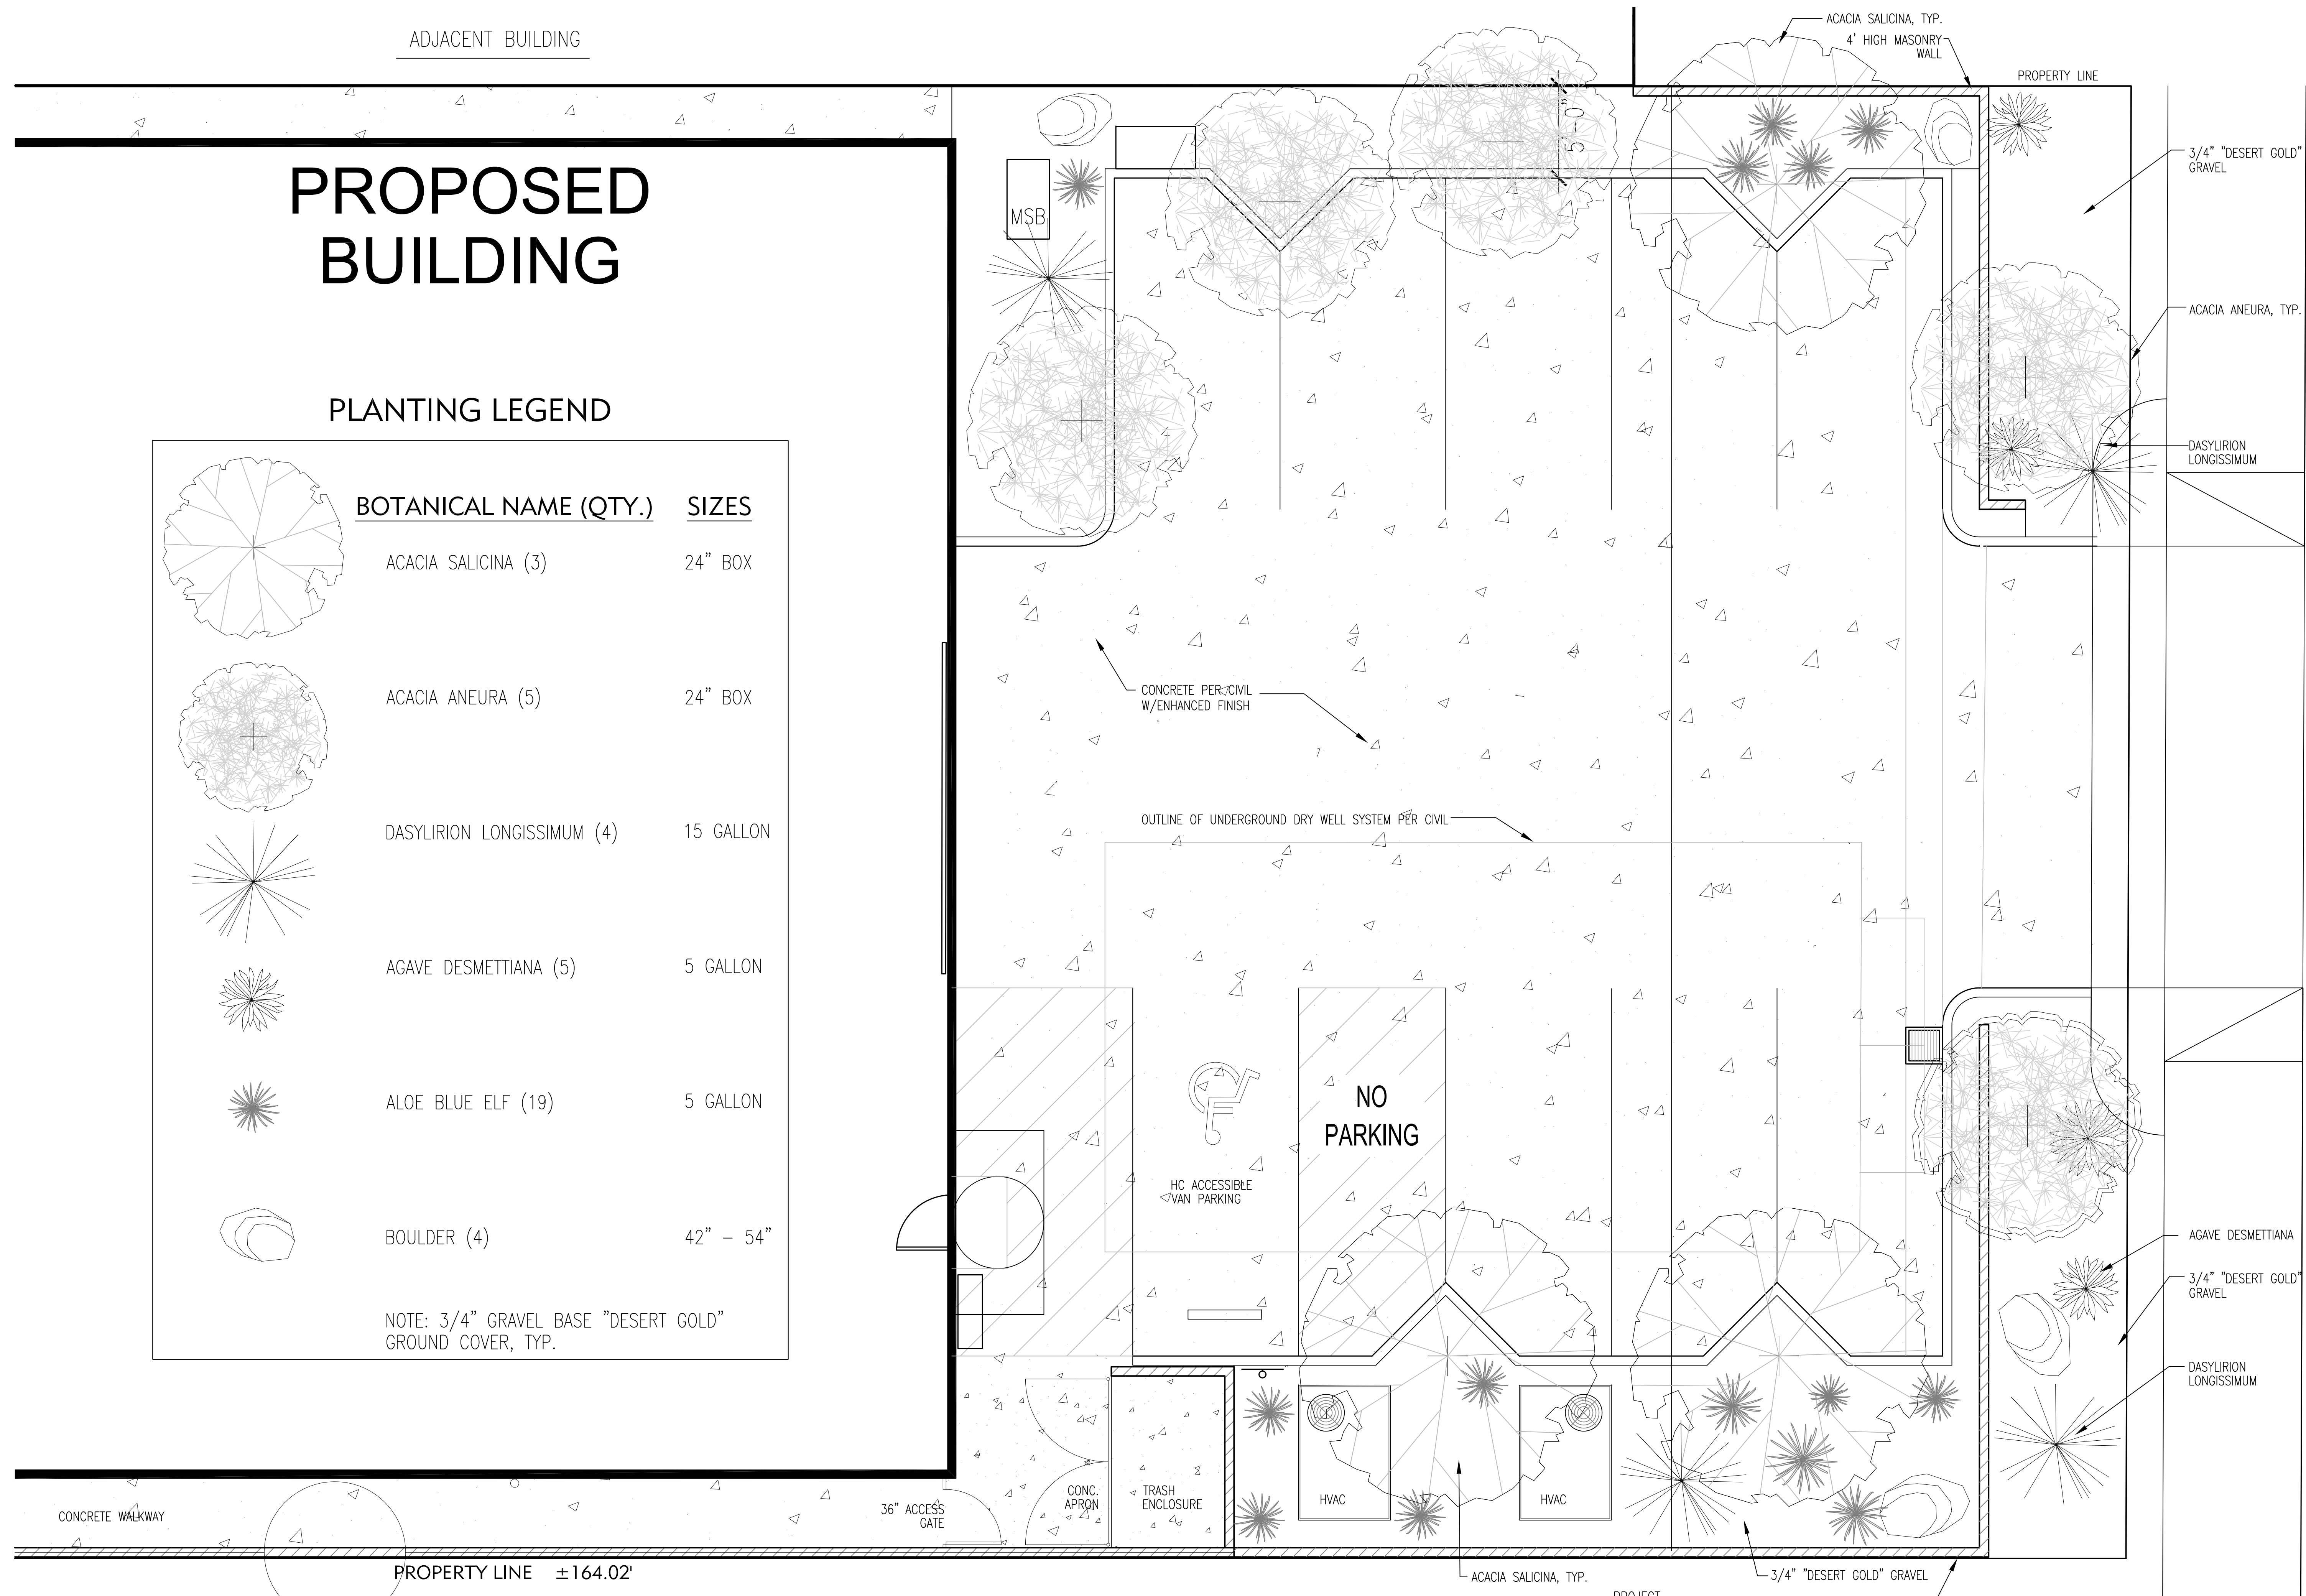 ADJACENT BUILDING
ACACIA SALICINA, TYP.
4' HIGH MASONRY
WALL
PROPERTY LINE
5'-0"
3/4" "DESERT GOLD"
GRAVEL
PROPOSED
BUILDING
MSB
ACACIA ANEURA, TYP.
PLANTING LEGEND
DASYLIRION
LONGISSIMUM
BOTANICAL NAME (QTY.) SIZES
ACACIA SALICINA (3) 24" BOX
ACACIA ANEURA (5) 24" BOX
DASYLIRION LONGISSIMUM (4) 15 GALLON
AGAVE DESMETTIANA (5) 5 GALLON
ALOE BLUE ELF (19) 5 GALLON
BOULDER (4) 42" - 54"
NOTE: 3/4" GRAVEL BASE "DESERT GOLD"
GROUND COVER, TYP.
CONCRETE PER CIVIL
W/ENHANCED FINISH
OUTLINE OF UNDERGROUND DRY WELL SYSTEM PER CIVIL
NO
PARKING
HC ACCESSIBLE
VAN PARKING
AGAVE DESMETTIANA
3/4" "DESERT GOLD"
GRAVEL
DASYLIRION
LONGISSIMUM
CONC.
APRON
TRASH
ENCLOSURE
HVAC
HVAC
CONCRETE WALKWAY
36" ACCESS
GATE
PROPERTY LINE ±164.02'
ACACIA SALICINA, TYP.
3/4" "DESERT GOLD" GRAVEL